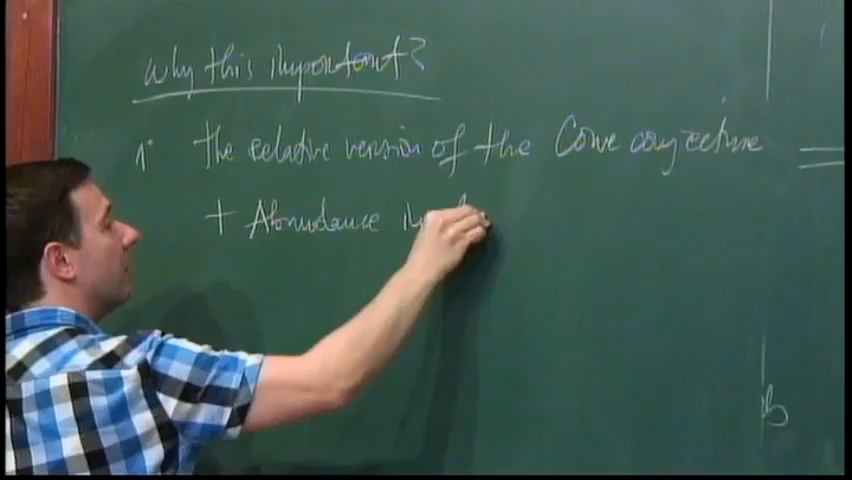 Why this important?
1° the relative version of the Cone conjecture =
+ Abundance
b